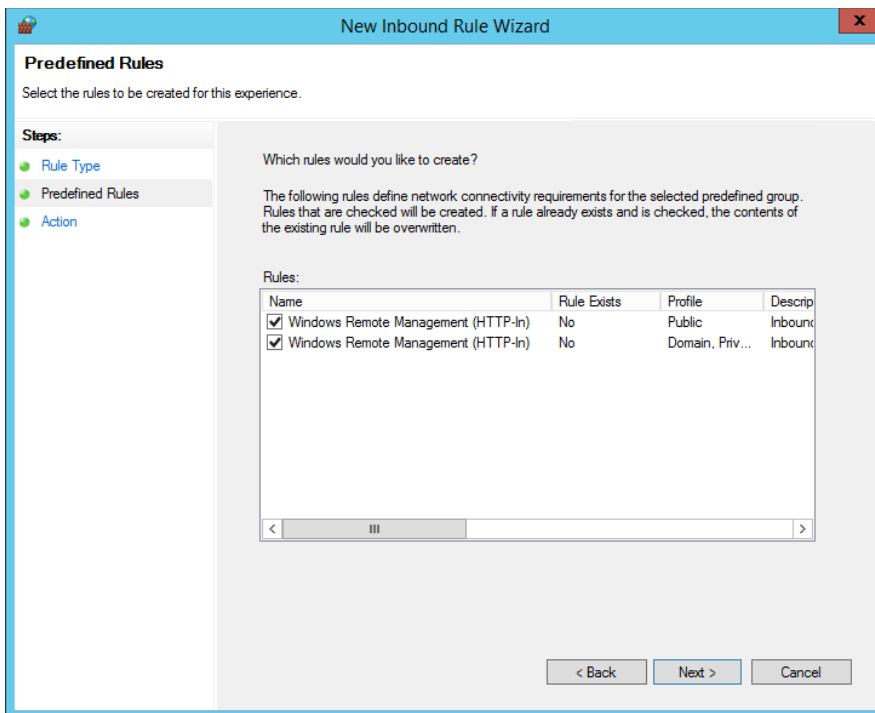 New Inbound Rule Wizard
x
Predefined Rules
Select the rules to be created for this experience.
Steps:
Rule Type
Predefined Rules
Action
Which rules would you like to create?
The following rules define network connectivity requirements for the selected predefined group.
Rules that are checked will be created. If a rule already exists and is checked, the contents of
the existing rule will be overwritten.
Rules:
Name Rule Exists Profile Descrip
Windows Remote Management (HTTP-In) No Public Inbound
Windows Remote Management (HTTP-In) No Domain, Priv... Inbound
< Back Next > Cancel